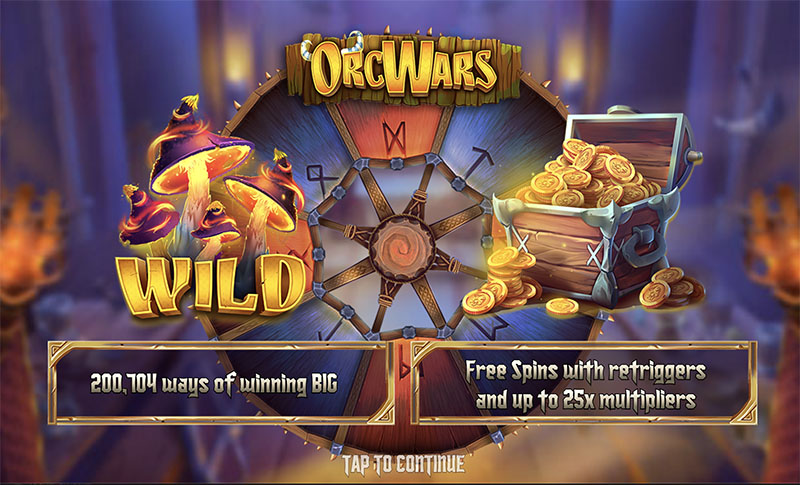 OrcWars
WILD
200,704 ways of winning BIG
Free Spins with retriggers
and up to 25x multipliers
TAP TO CONTINUE